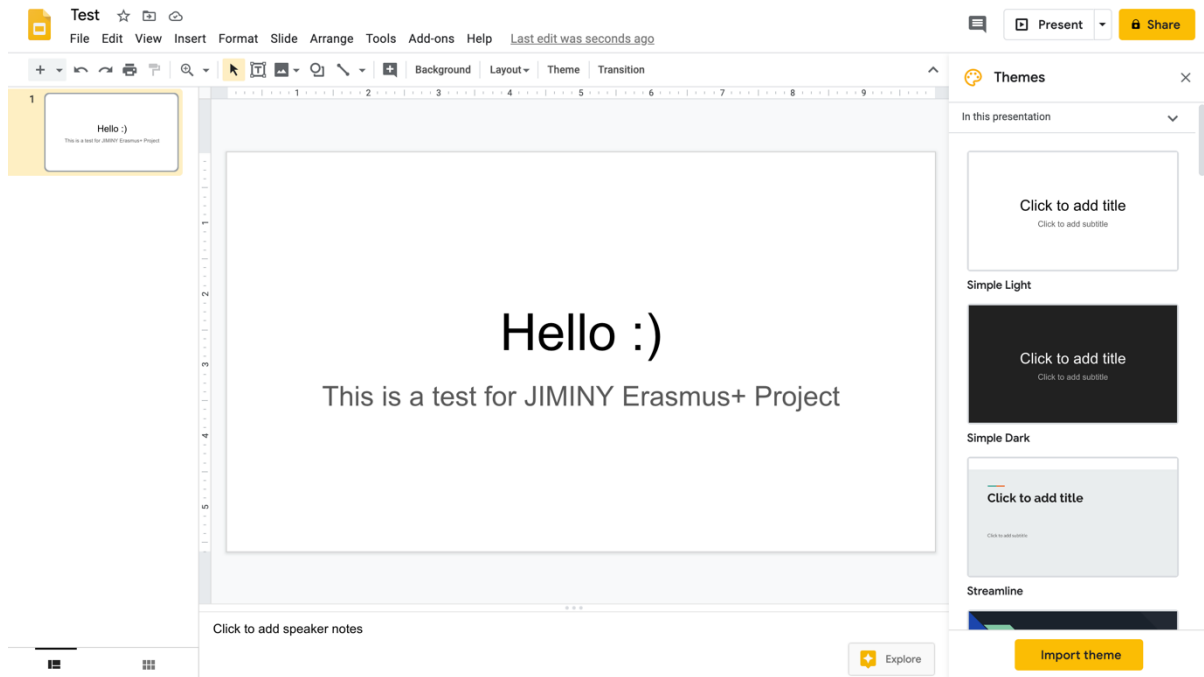 Test
File Edit View Insert Format Slide Arrange Tools Add-ons Help Last edit was seconds ago
Present
Share
Background Layout Theme Transition
1 2 3 4 5 6 7 8 9
1
Hello :)
This is a test for JIMINY Erasmus+ Project
1
2
3
4
5
Hello :)
This is a test for JIMINY Erasmus+ Project
Click to add speaker notes
Explore
Themes
In this presentation
Click to add title
Click to add subtitle
Simple Light
Click to add title
Click to add subtitle
Simple Dark
Click to add title
Click to add subtitle
Streamline
Import theme